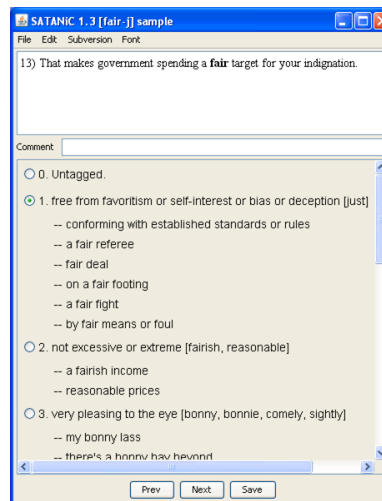 SATANiC 1.3 [fair-j] sample
File Edit Subversion Font
13) That makes government spending a fair target for your indignation.
Comment
0. Untagged.
1. free from favoritism or self-interest or bias or deception [just]
-- conforming with established standards or rules
-- a fair referee
-- fair deal
-- on a fair footing
-- a fair fight
-- by fair means or foul
2. not excessive or extreme [fairish, reasonable]
-- a fairish income
-- reasonable prices
3. very pleasing to the eye [bonny, bonnie, comely, sightly]
-- my bonny lass
-- there's a bonny bay beyond
Prev Next Save